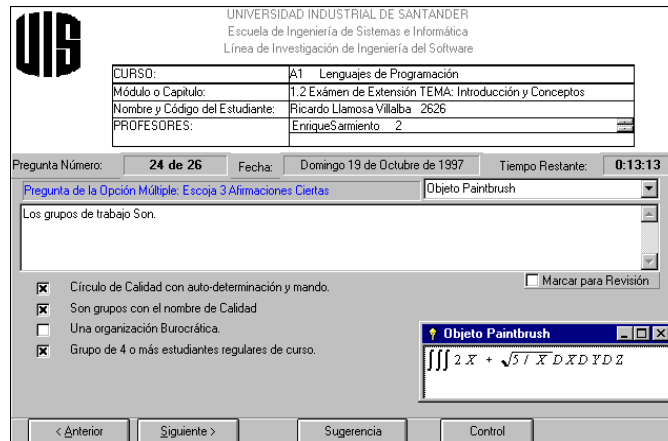 UIS
UNIVERSIDAD INDUSTRIAL DE SANTANDER
Escuela de Ingeniería de Sistemas e Informática
Línea de Investigación de Ingeniería del Software
CURSO: A1 Lenguajes de Programación
Módulo o Capitulo: 1.2 Exámen de Extensión TEMA: Introducción y Conceptos
Nombre y Código del Estudiante: Ricardo Llamosa Villalba 2626
PROFESORES: EnriqueSarmiento 2
Pregunta Número: 24 de 26 Fecha: Domingo 19 de Octubre de 1997 Tiempo Restante: 0:13:13
Pregunta de la Opción Múltiple: Escoja 3 Afirmaciones Ciertas Objeto Paintbrush
Los grupos de trabajo Son.
Marcar para Revisión
Círculo de Calidad con auto-determinación y mando.
Son grupos con el nombre de Calidad
Una organización Burocrática.
Grupo de 4 o más estudiantes regulares de curso.
Objeto Paintbrush
∫∫∫ 2 X + √5 / X D X D Y D Z
< Anterior Siguiente > Sugerencia Control